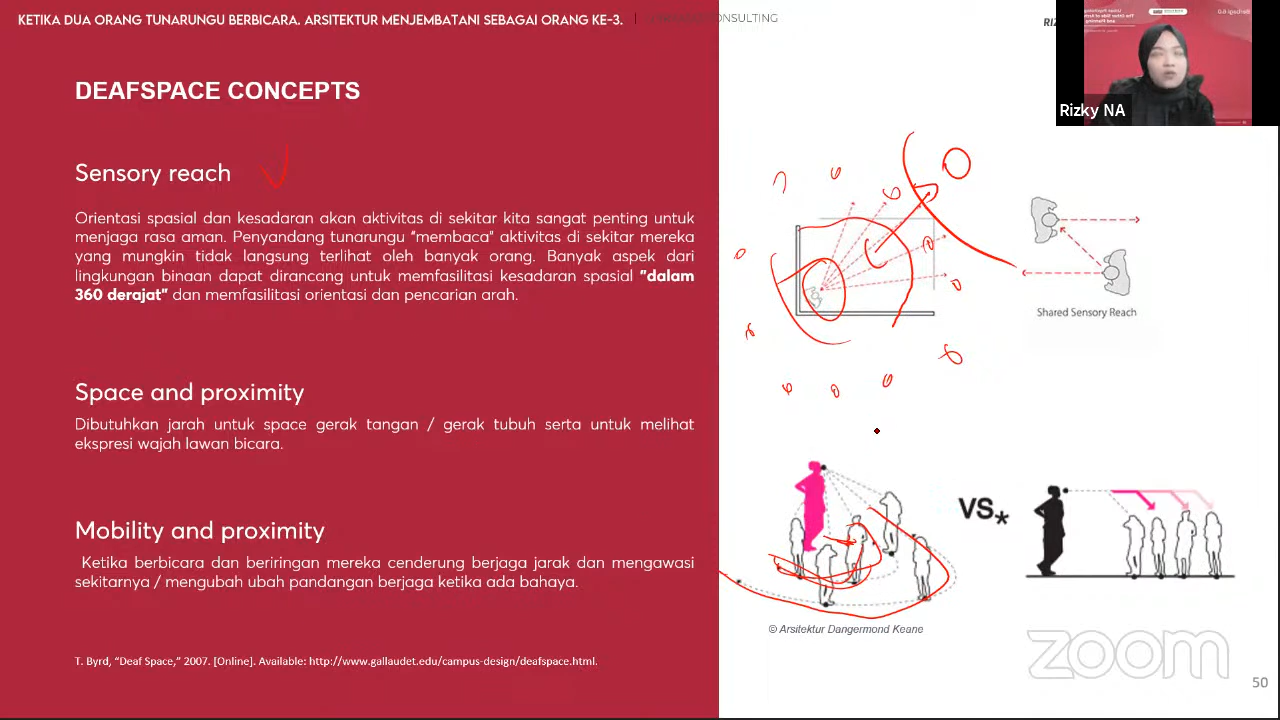 KETIKA DUA ORANG TUNARUNGU BERBICARA. ARSITEKTUR MENJEMBATANI SEBAGAI ORANG KE-3.
CONSULTING
Rizky NA
DEAFSPACE CONCEPTS
Sensory reach
Orientasi spasial dan kesadaran akan aktivitas di sekitar kita sangat penting untuk
menjaga rasa aman. Penyandang tunarungu “membaca” aktivitas di sekitar mereka
yang mungkin tidak langsung terlihat oleh banyak orang. Banyak aspek dari
lingkungan binaan dapat dirancang untuk memfasilitasi kesadaran spasial "dalam
360 derajat" dan memfasilitasi orientasi dan pencarian arah.
Space and proximity
Dibutuhkan jarah untuk space gerak tangan / gerak tubuh serta untuk melihat
ekspresi wajah lawan bicara.
Mobility and proximity
Ketika berbicara dan beriringan mereka cenderung berjaga jarak dan mengawasi
sekitarnya / mengubah ubah pandangan berjaga ketika ada bahaya.
T. Byrd, “Deaf Space,” 2007. [Online]. Available: http://www.gallaudet.edu/campus-design/deafspace.html.
Shared Sensory Reach
VS*
© Arsitektur Dangermond Keane
zoom
50